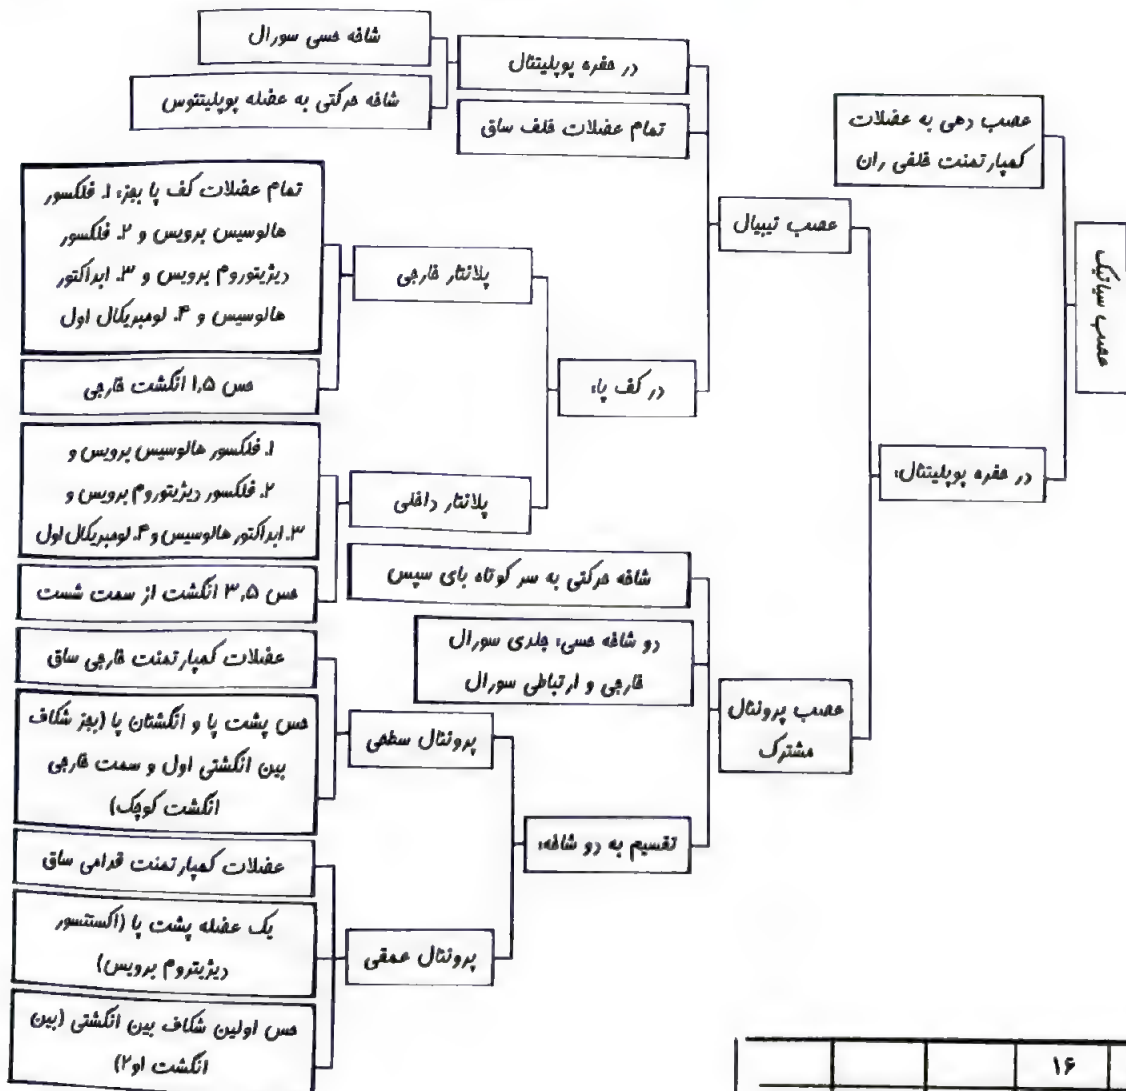 عصب سیاتیک
عصب دهی به عضلات
کمپارتمنت خلفی ران
در حفره پوپلیتئال:
عصب تیبیال
در حفره پوپلیتئال
شاخه حسی سورال
شاخه حرکتی به عضله پوپلیتئوس
تمام عضلات خلف ساق
در کف پا:
پلانتار خارجی
تمام عضلات کف پا بجز: ۱. فلکسور
هالوسیس برویس و ۲. فلکسور
دیژیتوروم برویس و ۳. ابداکتور
هالوسیس و ۴. لومبریکال اول
حس ۱,۵ انگشت خارجی
پلانتار داخلی
۱. فلکسور هالوسیس برویس و
۲. فلکسور دیژیتوروم برویس و
۳. ابداکتور هالوسیس و ۴. لومبریکال اول
حس ۳,۵ انگشت از سمت شست
عصب پرونئال
مشترک
شاخه حرکتی به سر کوتاه بای سپس
دو شاخه حسی: جلدی سورال
خارجی و ارتباطی سورال
تقسیم به دو شاخه:
پرونئال سطحی
عضلات کمپارتمنت خارجی ساق
حس پشت پا و انگشتان پا (بجز شکاف
بین انگشتی اول و سمت خارجی
انگشت کوچک)
پرونئال عمقی
عضلات کمپارتمنت قدامی ساق
یک عضله پشت پا (اکستنسور
دیژیتروم برویس)
حس اولین شکاف بین انگشتی (بین
انگشت ۱و۲)
۱۶